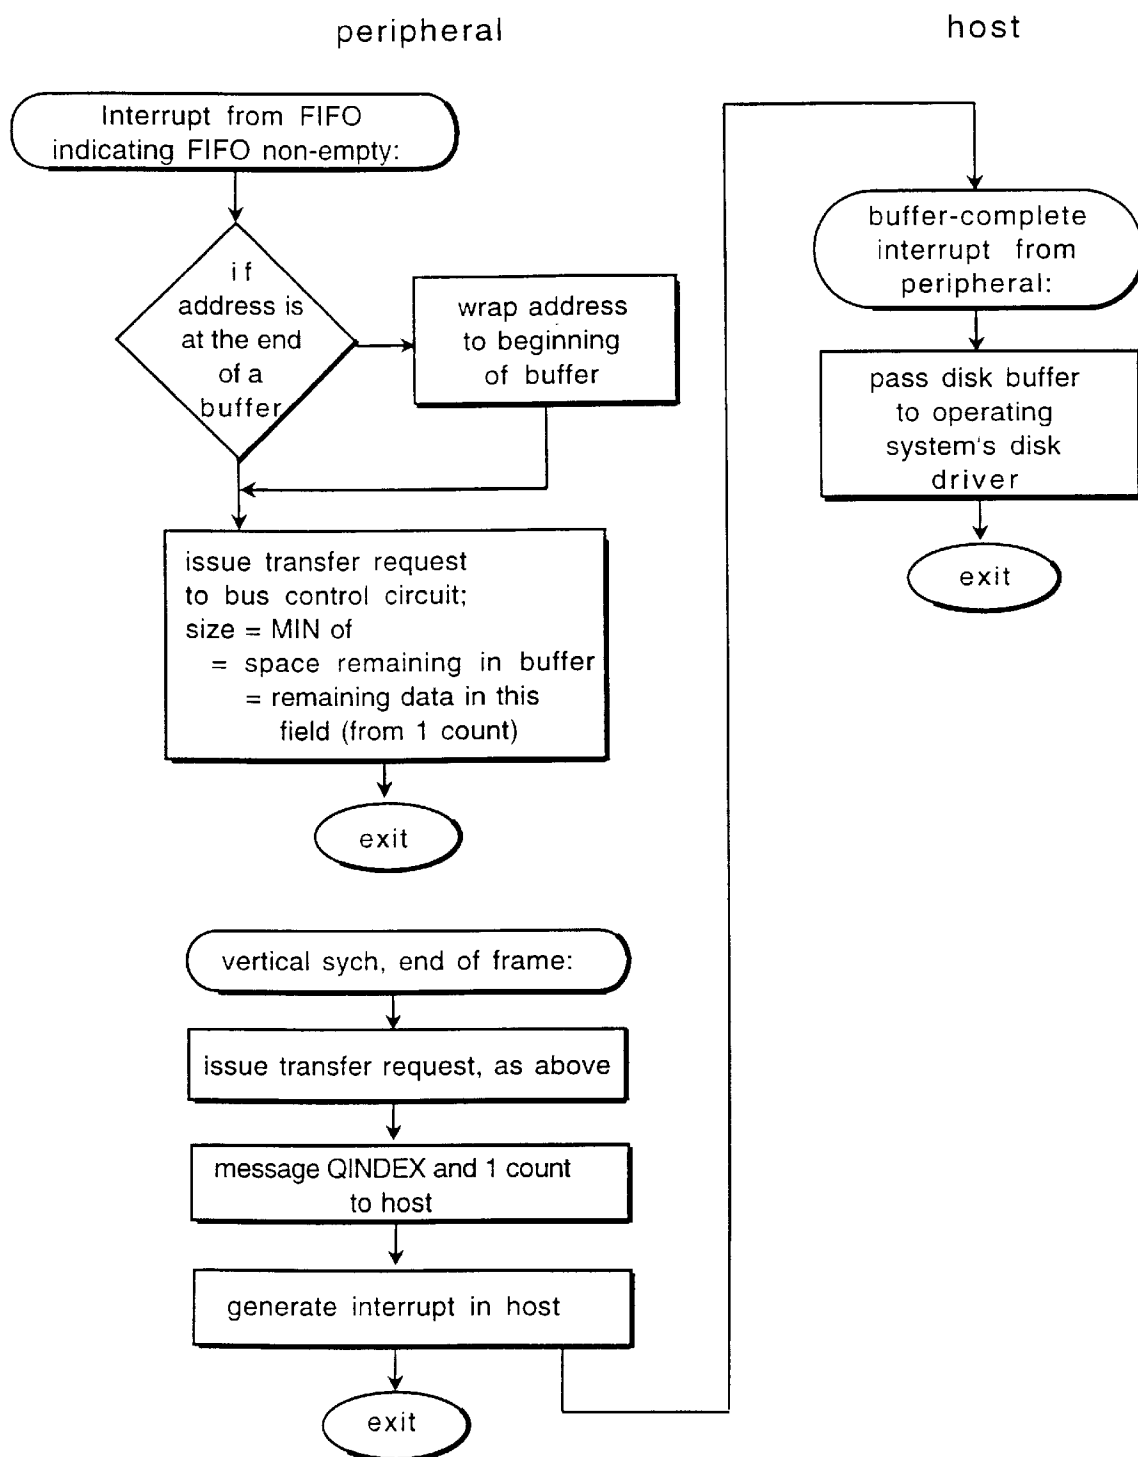 peripheral
host
Interrupt from FIFO
indicating FIFO non-empty:
if
address is
at the end
of a
buffer
wrap address
to beginning
of buffer
issue transfer request
to bus control circuit;
size = MIN of
= space remaining in buffer
= remaining data in this
field (from 1 count)
exit
vertical sych, end of frame:
issue transfer request, as above
message QINDEX and 1 count
to host
generate interrupt in host
exit
buffer-complete
interrupt from
peripheral:
pass disk buffer
to operating
system's disk
driver
exit